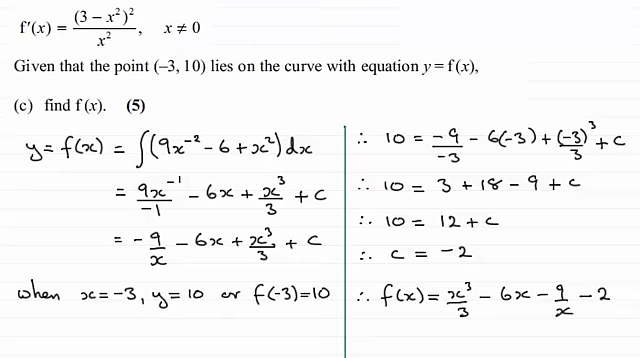 f′(x) = (3 − x²)²/x², x ≠ 0
Given that the point (–3, 10) lies on the curve with equation y = f(x),
(c) find f(x). (5)
y = f(x) = ∫(9x⁻² − 6 + x²)dx
= 9x⁻¹/−1 − 6x + x³/3 + c
= −9/x − 6x + x³/3 + c
when x = −3, y = 10 or f(−3) = 10
∴ 10 = −9/−3 − 6(−3) + (−3)³/3 + c
∴ 10 = 3 + 18 − 9 + c
∴ 10 = 12 + c
∴ c = −2
∴ f(x) = x³/3 − 6x − 9/x − 2